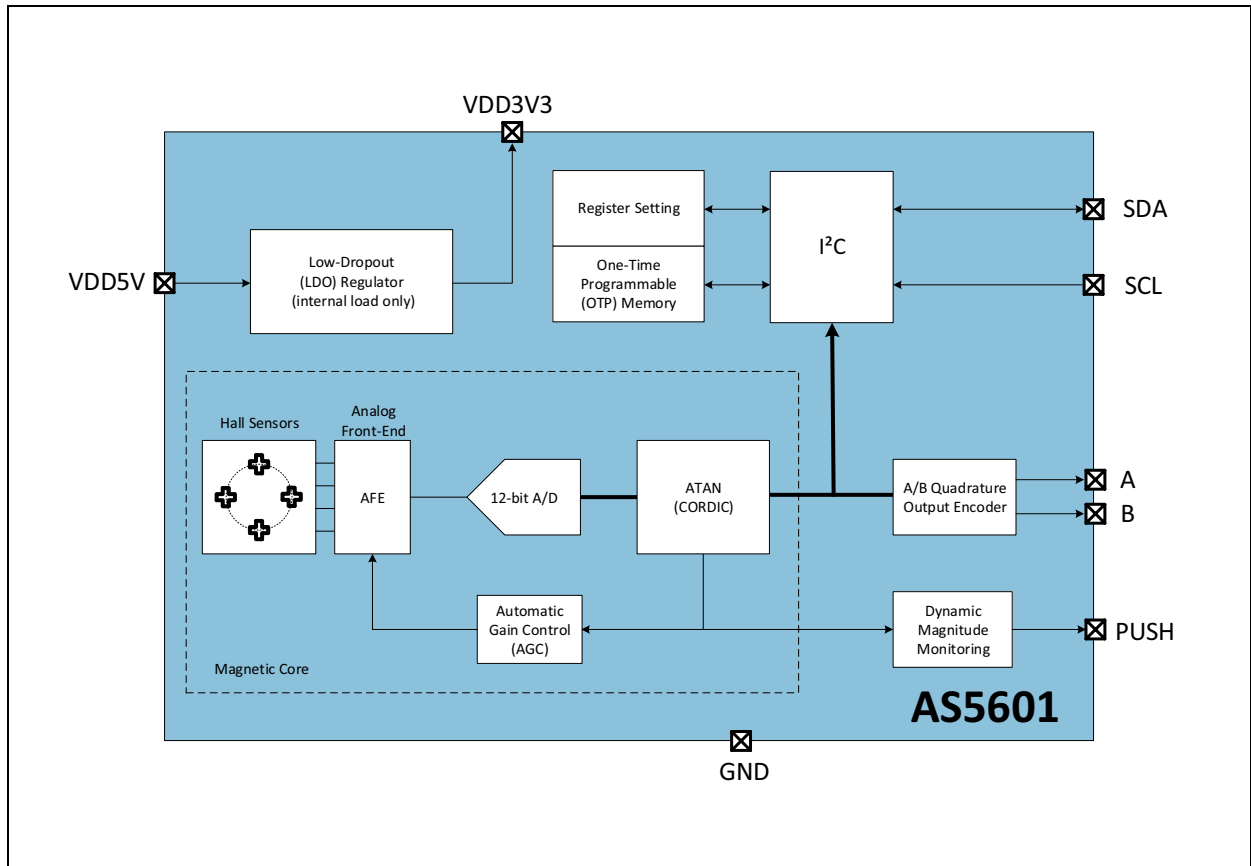 VDD3V3
Register Setting
I²C
SDA
Low-Dropout
(LDO) Regulator
(internal load only)
VDD5V
One-Time
Programmable
(OTP) Memory
SCL
Hall Sensors
Analog
Front-End
AFE
12-bit A/D
ATAN
(CORDIC)
A/B Quadrature
Output Encoder
A
B
Automatic
Gain Control
(AGC)
Dynamic
Magnitude
Monitoring
PUSH
Magnetic Core
AS5601
GND